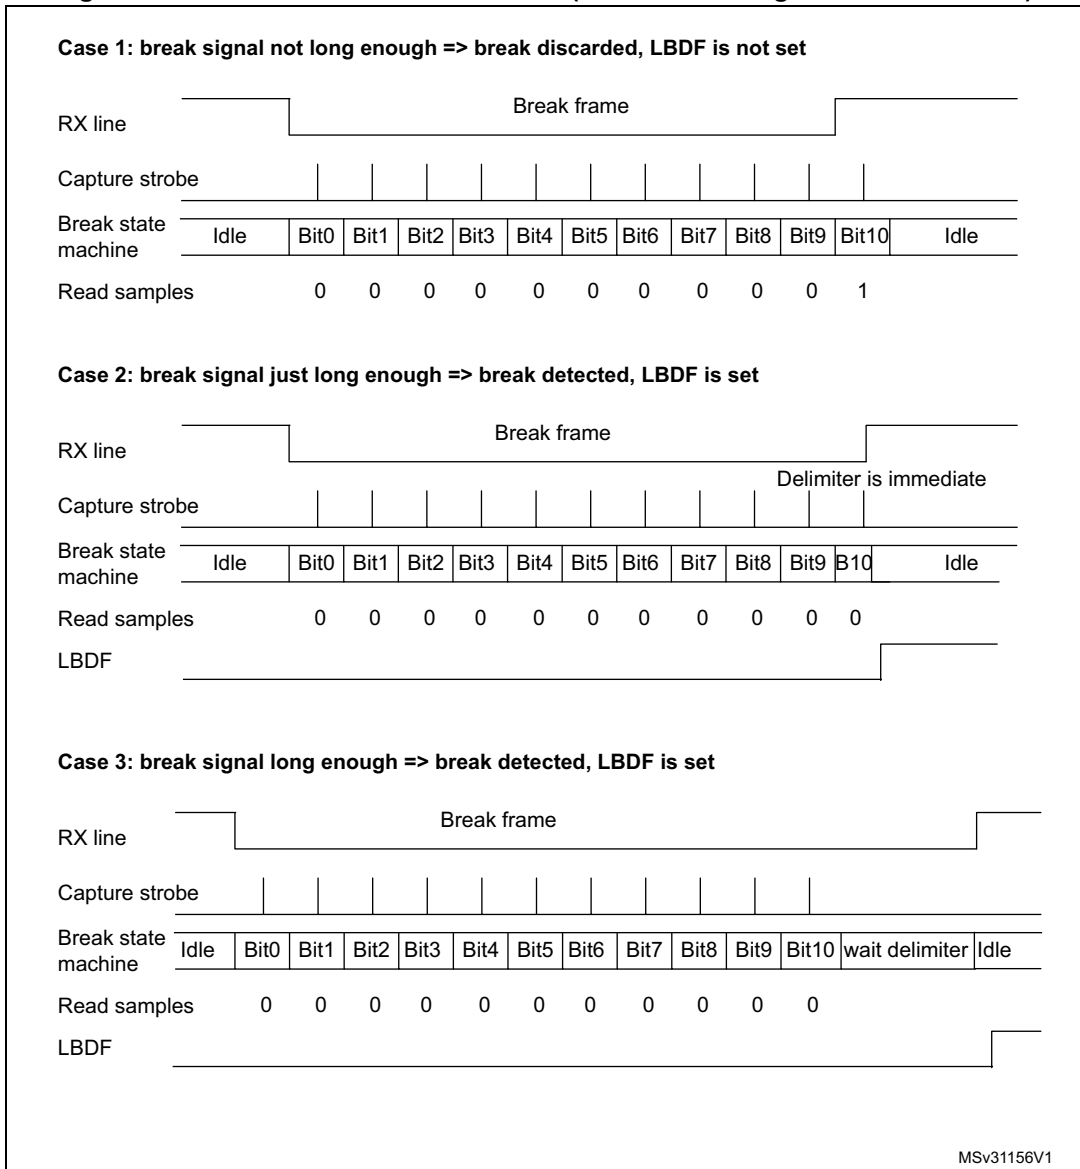 Case 1: break signal not long enough => break discarded, LBDF is not set
Break frame
RX line
Capture strobe
Break state machine Idle Bit0 Bit1 Bit2 Bit3 Bit4 Bit5 Bit6 Bit7 Bit8 Bit9 Bit10 Idle
Read samples 0 0 0 0 0 0 0 0 0 0 1
Case 2: break signal just long enough => break detected, LBDF is set
Break frame
RX line
Delimiter is immediate
Capture strobe
Break state machine Idle Bit0 Bit1 Bit2 Bit3 Bit4 Bit5 Bit6 Bit7 Bit8 Bit9 B10 Idle
Read samples 0 0 0 0 0 0 0 0 0 0 0
LBDF
Case 3: break signal long enough => break detected, LBDF is set
Break frame
RX line
Capture strobe
Break state machine Idle Bit0 Bit1 Bit2 Bit3 Bit4 Bit5 Bit6 Bit7 Bit8 Bit9 Bit10 wait delimiter Idle
Read samples 0 0 0 0 0 0 0 0 0 0 0
LBDF
MSv31156V1